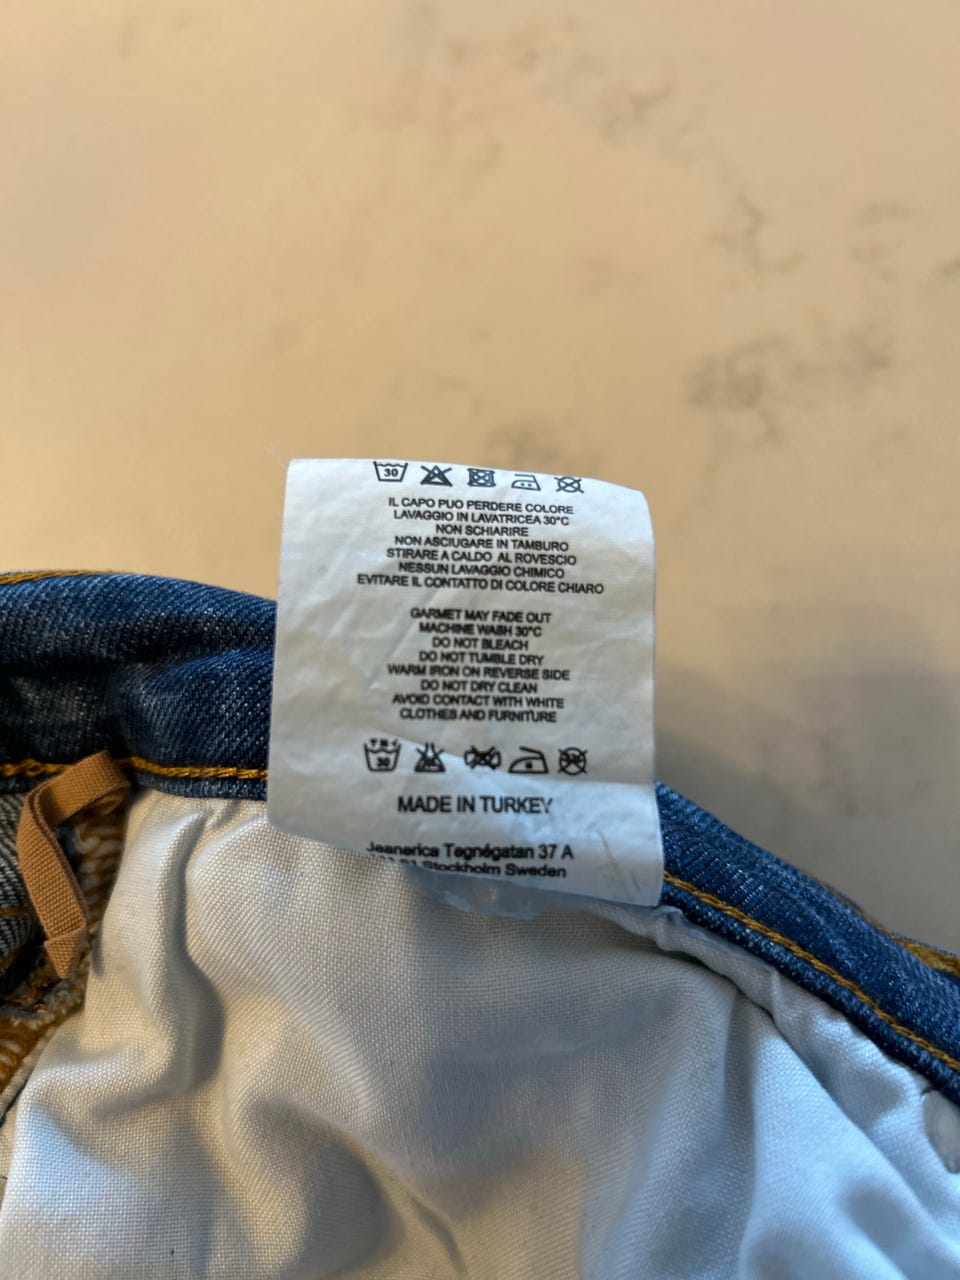 30
IL CAPO PUO PERDERE COLORE
LAVAGGIO IN LAVATRICEA 30°C
NON SCHIARIRE
NON ASCIUGARE IN TAMBURO
STIRARE A CALDO AL ROVESCIO
NESSUN LAVAGGIO CHIMICO
EVITARE IL CONTATTO DI COLORE CHIARO
GARMET MAY FADE OUT
MACHINE WASH 30°C
DO NOT BLEACH
DO NOT TUMBLE DRY
WARM IRON ON REVERSE SIDE
DO NOT DRY CLEAN
AVOID CONTACT WITH WHITE
CLOTHES AND FURNITURE
30
MADE IN TURKEY
Jeanerica Tegnégatan 37 A
Stockholm Sweden